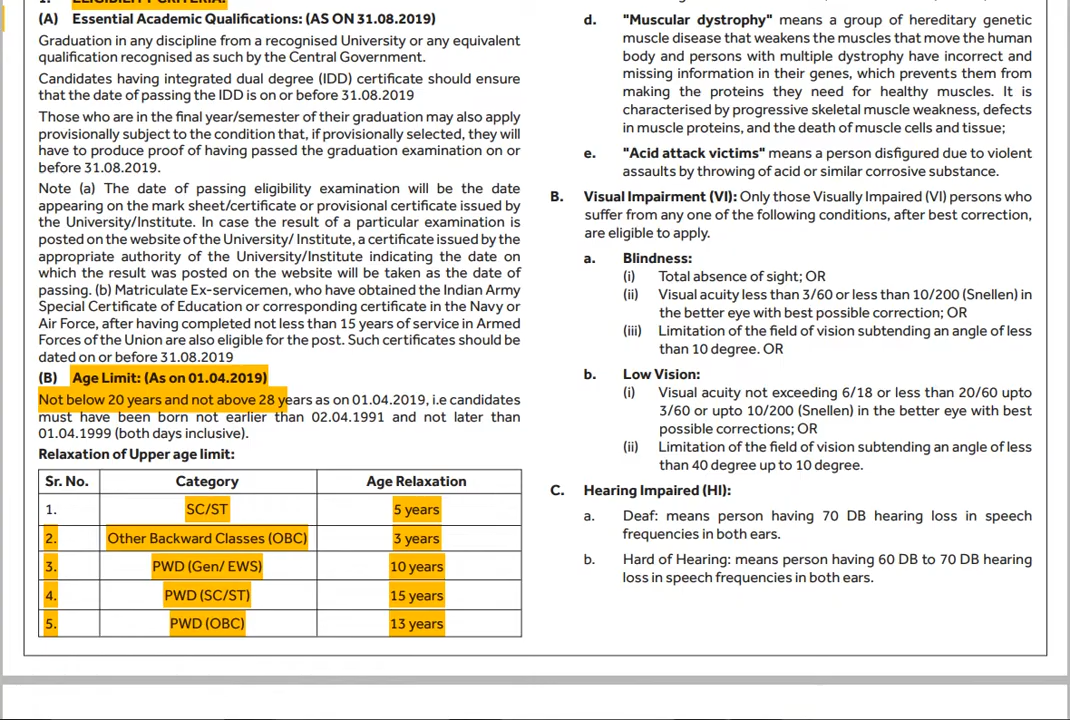 1. ELIGIBILITY CRITERIA:
(A) Essential Academic Qualifications: (AS ON 31.08.2019)
Graduation in any discipline from a recognised University or any equivalent
qualification recognised as such by the Central Government.
Candidates having integrated dual degree (IDD) certificate should ensure
that the date of passing the IDD is on or before 31.08.2019
Those who are in the final year/semester of their graduation may also apply
provisionally subject to the condition that, if provisionally selected, they will
have to produce proof of having passed the graduation examination on or
before 31.08.2019.
Note (a) The date of passing eligibility examination will be the date
appearing on the mark sheet/certificate or provisional certificate issued by
the University/Institute. In case the result of a particular examination is
posted on the website of the University/ Institute, a certificate issued by the
appropriate authority of the University/Institute indicating the date on
which the result was posted on the website will be taken as the date of
passing. (b) Matriculate Ex-servicemen, who have obtained the Indian Army
Special Certificate of Education or corresponding certificate in the Navy or
Air Force, after having completed not less than 15 years of service in Armed
Forces of the Union are also eligible for the post. Such certificates should be
dated on or before 31.08.2019
(B) Age Limit: (As on 01.04.2019)
Not below 20 years and not above 28 years as on 01.04.2019, i.e candidates
must have been born not earlier than 02.04.1991 and not later than
01.04.1999 (both days inclusive).
Relaxation of Upper age limit:
Sr. No. Category Age Relaxation
1. SC/ST 5 years
2. Other Backward Classes (OBC) 3 years
3. PWD (Gen/ EWS) 10 years
4. PWD (SC/ST) 15 years
5. PWD (OBC) 13 years
d. "Muscular dystrophy" means a group of hereditary genetic
muscle disease that weakens the muscles that move the human
body and persons with multiple dystrophy have incorrect and
missing information in their genes, which prevents them from
making the proteins they need for healthy muscles. It is
characterised by progressive skeletal muscle weakness, defects
in muscle proteins, and the death of muscle cells and tissue;
e. "Acid attack victims" means a person disfigured due to violent
assaults by throwing of acid or similar corrosive substance.
B. Visual Impairment (VI): Only those Visually Impaired (VI) persons who
suffer from any one of the following conditions, after best correction,
are eligible to apply.
a. Blindness:
(i) Total absence of sight; OR
(ii) Visual acuity less than 3/60 or less than 10/200 (Snellen) in
the better eye with best possible correction; OR
(iii) Limitation of the field of vision subtending an angle of less
than 10 degree. OR
b. Low Vision:
(i) Visual acuity not exceeding 6/18 or less than 20/60 upto
3/60 or upto 10/200 (Snellen) in the better eye with best
possible corrections; OR
(ii) Limitation of the field of vision subtending an angle of less
than 40 degree up to 10 degree.
C. Hearing Impaired (HI):
a. Deaf: means person having 70 DB hearing loss in speech
frequencies in both ears.
b. Hard of Hearing: means person having 60 DB to 70 DB hearing
loss in speech frequencies in both ears.